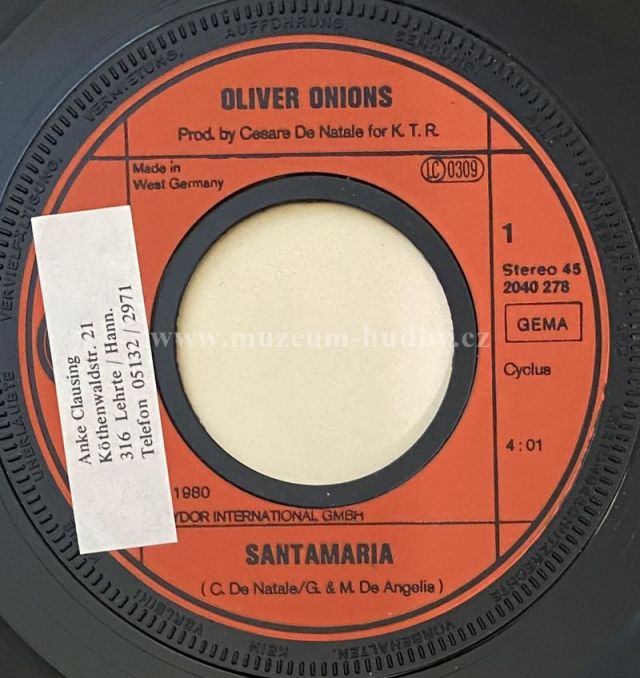 OLIVER ONIONS
Prod. by Cesare De Natale for K. T. R.
Made in
West Germany
LC 0309
1
Stereo 45
2040 278
GEMA
Cyclus
4:01
Anke Clausing
Köthenwaldstr. 21
316 Lehrte / Hann.
Telefon 05132 / 2971
www.muzeum-hudby.cz
1980
YDOR INTERNATIONAL GMBH
SANTAMARIA
( C. De Natale/G. & M. De Angelis )
UNERLAUBTE
VERVIELFÄLTIGUNG,
VERMIETUNG,
AUFFÜHRUNG,
SENDUNG!
VORBEHALTEN.
KEIN
VERLEIH!